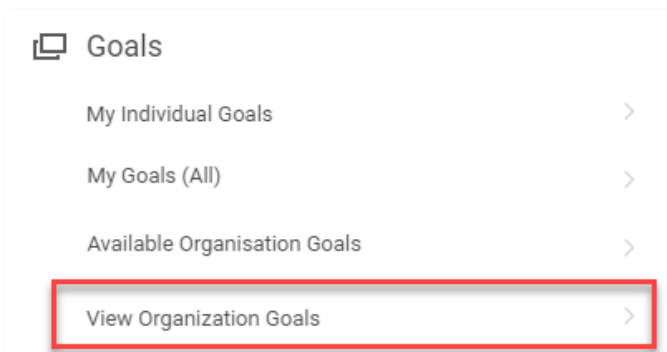 Goals
My Individual Goals
My Goals (All)
Available Organisation Goals
View Organization Goals